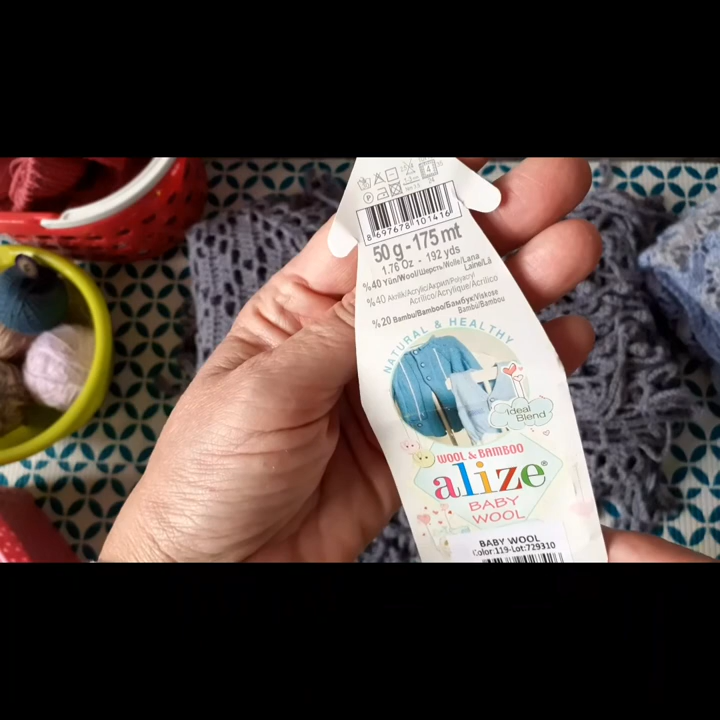 8 697678 101416
50 g - 175 mt
1.76 Oz - 192 yds
%40 Yün/Wool/Шерсть/Wolle/Lana
Laine/Lã
%40 Akrilik/Acrylic/Акрил/Polyacryl
Acrilico/Acrylique/Acrílico
%20 Bambu/Bamboo/Бамбук/Viskose
Bambú/Bambou
NATURAL & HEALTHY
Ideal
Blend
WOOL & BAMBOO
alize®
BABY
WOOL
BABY WOOL
Color:119-Lot:729310